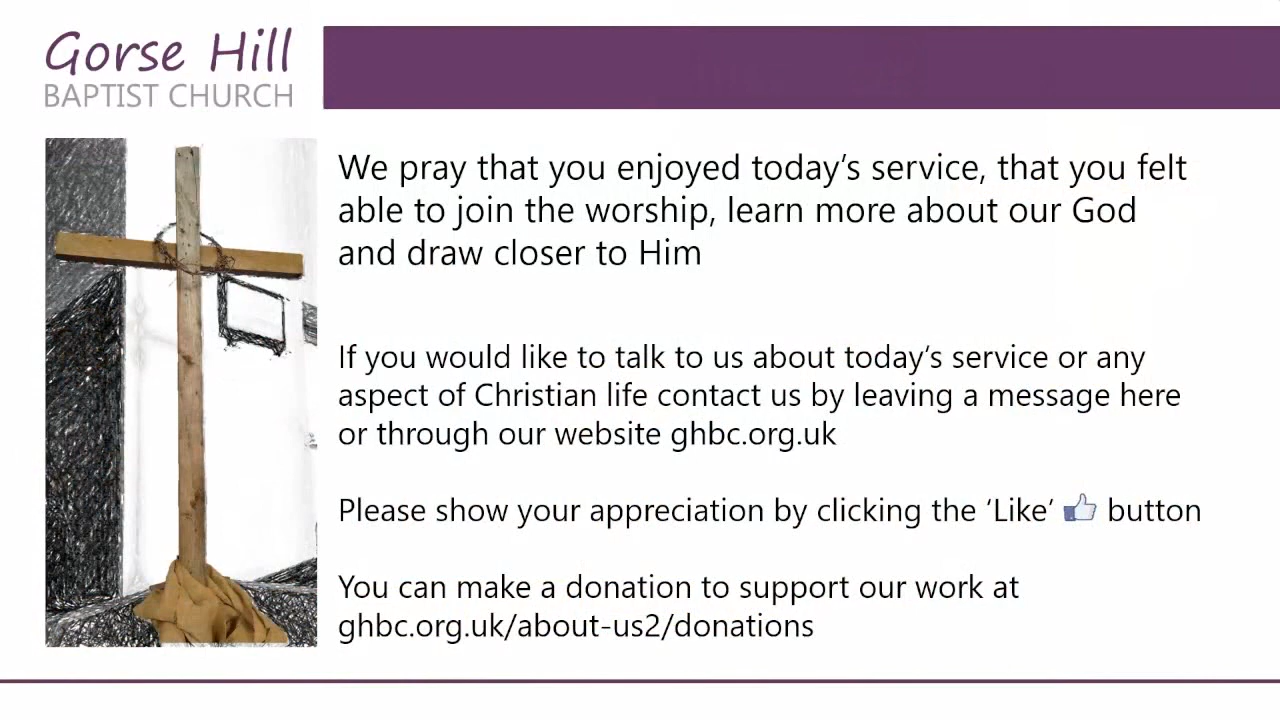 Gorse Hill
BAPTIST CHURCH
We pray that you enjoyed today's service, that you felt
able to join the worship, learn more about our God
and draw closer to Him
If you would like to talk to us about today's service or any
aspect of Christian life contact us by leaving a message here
or through our website ghbc.org.uk
Please show your appreciation by clicking the ‘Like’ button
You can make a donation to support our work at
ghbc.org.uk/about-us2/donations